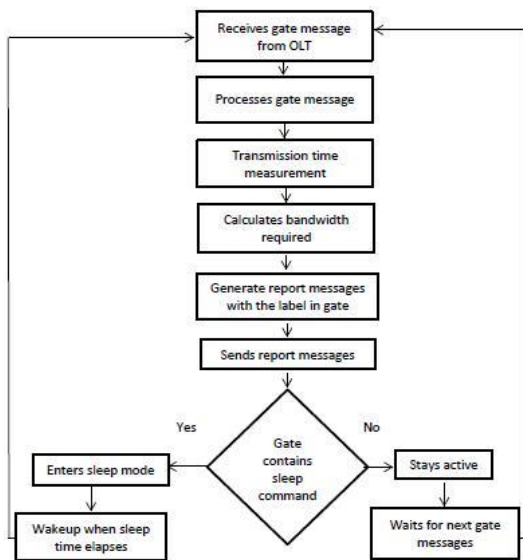 Receives gate message
from OLT
Processes gate message
Transmission time
measurement
Calculates bandwidth
required
Generate report messages
with the label in gate
Sends report messages
Yes
No
Gate
contains
sleep
command
Enters sleep mode
Stays active
Wakeup when sleep
time elapses
Waits for next gate
messages